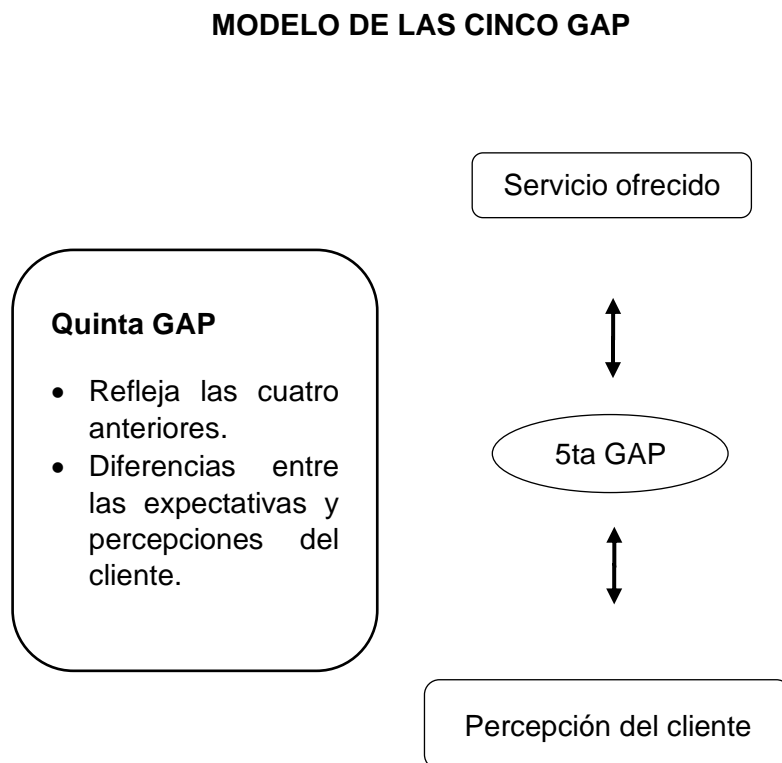 MODELO DE LAS CINCO GAP
Servicio ofrecido
Quinta GAP
• Refleja las cuatro
anteriores.
• Diferencias entre
las expectativas y
percepciones del
cliente.
5ta GAP
Percepción del cliente